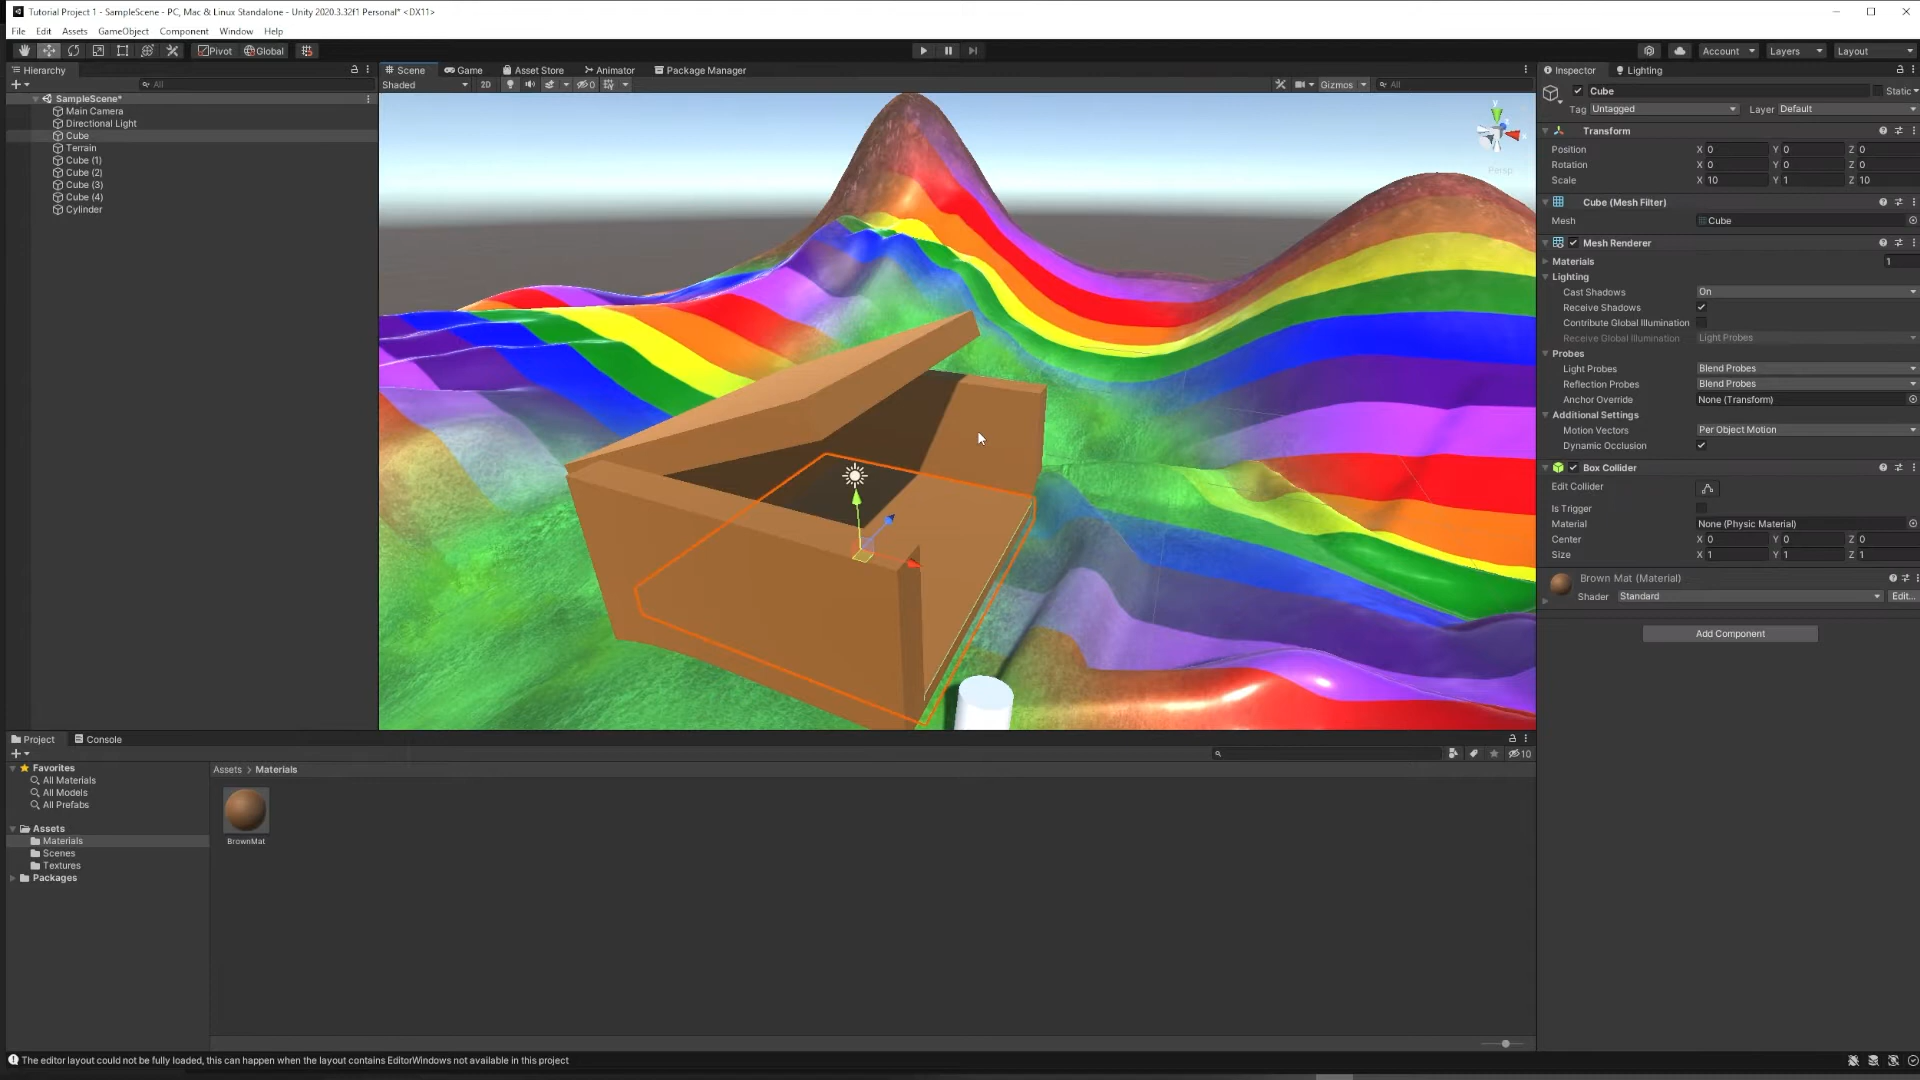 Tutorial Project 1 - SampleScene - PC, Mac & Linux Standalone - Unity 2020.3.32f1 Personal* <DX11>
File Edit Assets GameObject Component Window Help
Pivot Global Account Layers Layout
Hierarchy
All
SampleScene*
Main Camera
Directional Light
Cube
Terrain
Cube (1)
Cube (2)
Cube (3)
Cube (4)
Cylinder
Scene Game Asset Store Animator Package Manager
Shaded 2D 0 Gizmos All
y
Persp
Inspector Lighting
Cube Static
Tag Untagged Layer Default
Transform
Position X 0 Y 0 Z 0
Rotation X 0 Y 0 Z 0
Scale X 10 Y 1 Z 10
Cube (Mesh Filter)
Mesh Cube
Mesh Renderer
Materials 1
Lighting
Cast Shadows On
Receive Shadows
Contribute Global Illumination
Receive Global Illumination Light Probes
Probes
Light Probes Blend Probes
Reflection Probes Blend Probes
Anchor Override None (Transform)
Additional Settings
Motion Vectors Per Object Motion
Dynamic Occlusion
Box Collider
Edit Collider
Is Trigger
Material None (Physic Material)
Center X 0 Y 0 Z 0
Size X 1 Y 1 Z 1
Brown Mat (Material)
Shader Standard Edit...
Add Component
Project Console
10
Favorites
All Materials
All Models
All Prefabs
Assets
Materials
Scenes
Textures
Packages
Assets > Materials
BrownMat
The editor layout could not be fully loaded, this can happen when the layout contains EditorWindows not available in this project